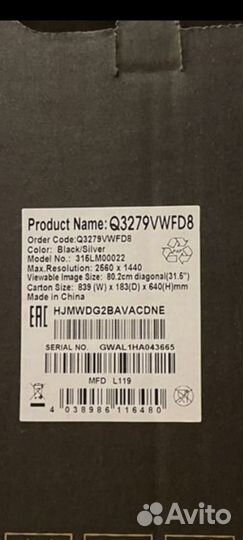 Product Name: Q3279VWFD8
Order Code:Q3279VWFD8
Color: Black/Silver
Model No.: 315LM00022
Max.Resolution: 2560 x 1440
Viewable Image Size: 80.2cm diagonal(31.5")
Carton Size: 839 (W) x 183(D) x 640(H)mm
Made in China
EAC HJMWDG2BAVACDNE
SERIAL NO. GWAL1HA043665
MFD L119
4 038986 116480 >
Avito